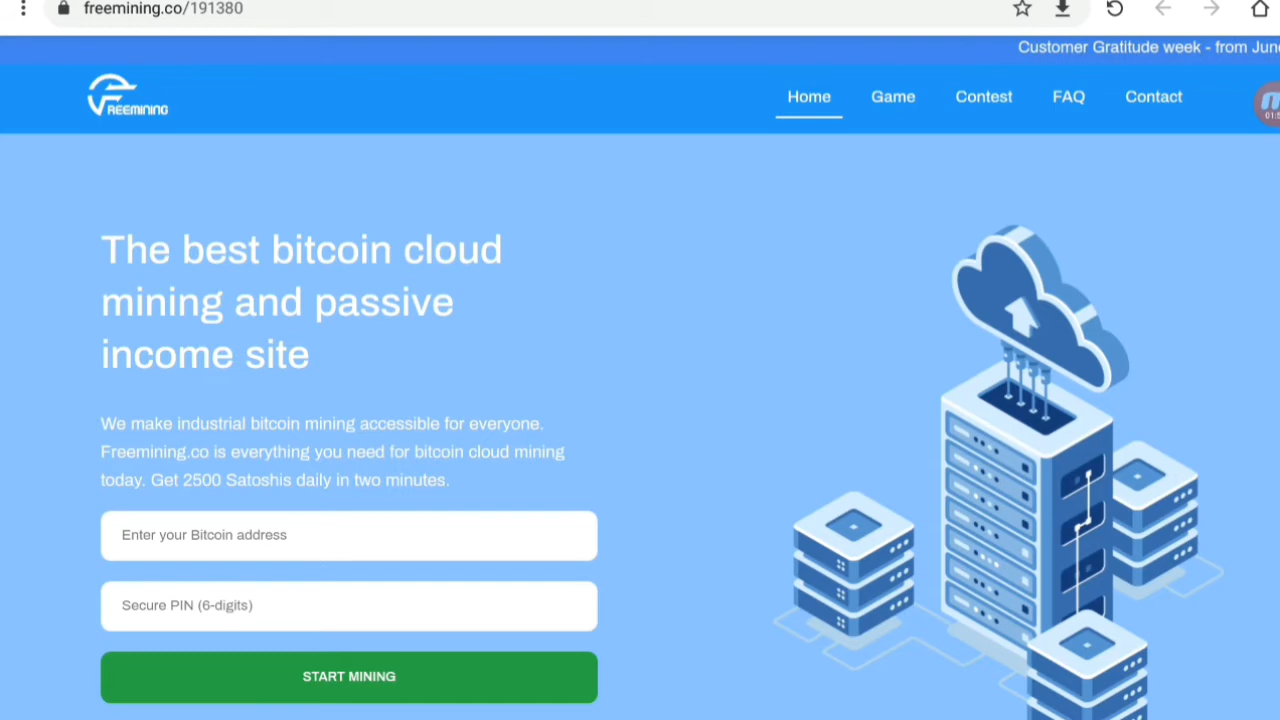 freemining.co/191380
Customer Gratitude week - from
FREEMINING
Home
Game
Contest
FAQ
Contact
The best bitcoin cloud
mining and passive
income site
We make industrial bitcoin mining accessible for everyone.
Freemining.co is everything you need for bitcoin cloud mining
today. Get 2500 Satoshis daily in two minutes.
Enter your Bitcoin address
Secure PIN (6-digits)
START MINING